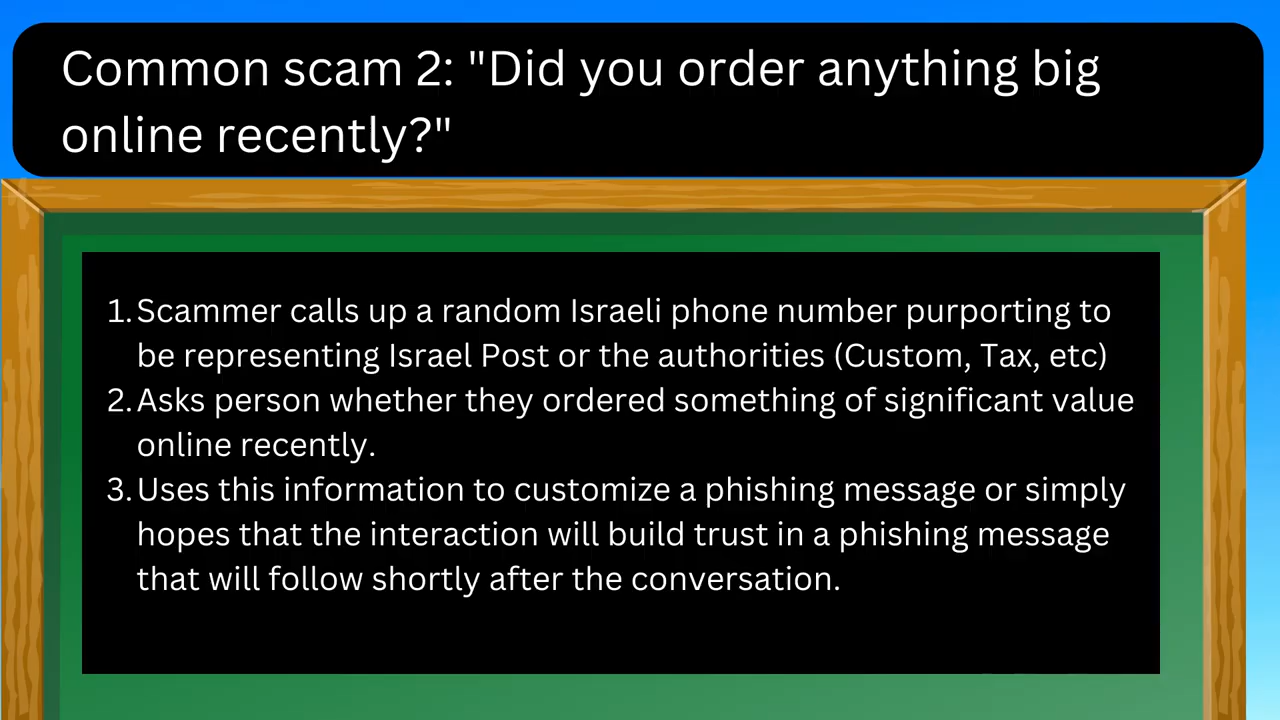 Common scam 2: "Did you order anything big
online recently?"
1. Scammer calls up a random Israeli phone number purporting to
be representing Israel Post or the authorities (Custom, Tax, etc)
2. Asks person whether they ordered something of significant value
online recently.
3. Uses this information to customize a phishing message or simply
hopes that the interaction will build trust in a phishing message
that will follow shortly after the conversation.